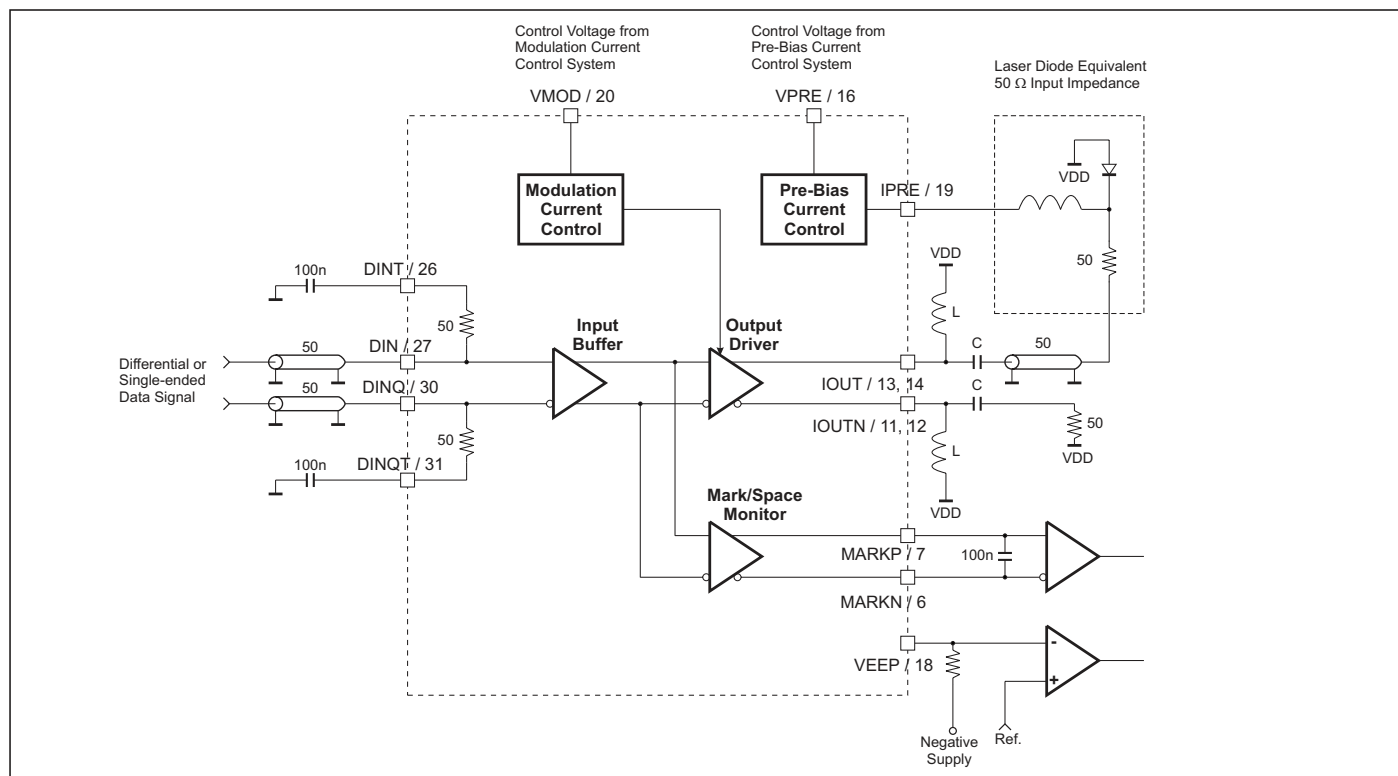 Control Voltage from
Modulation Current
Control System
Control Voltage from
Pre-Bias Current
Control System
Laser Diode Equivalent
50 Ω Input Impedance
VMOD / 20
VPRE / 16
VDD
Modulation
Current
Control
Pre-Bias
Current
Control
IPRE / 19
50
VDD
100n
DINT / 26
50
L
Input
Buffer
Output
Driver
Differential or
Single-ended
Data Signal
50
DIN / 27
C
50
50
DINQ / 30
IOUT / 13, 14
C
IOUTN / 11, 12
50
VDD
50
100n
DINQT / 31
L
VDD
Mark/Space
Monitor
MARKP / 7
100n
MARKN / 6
VEEP / 18
-
+
Negative
Supply
Ref.